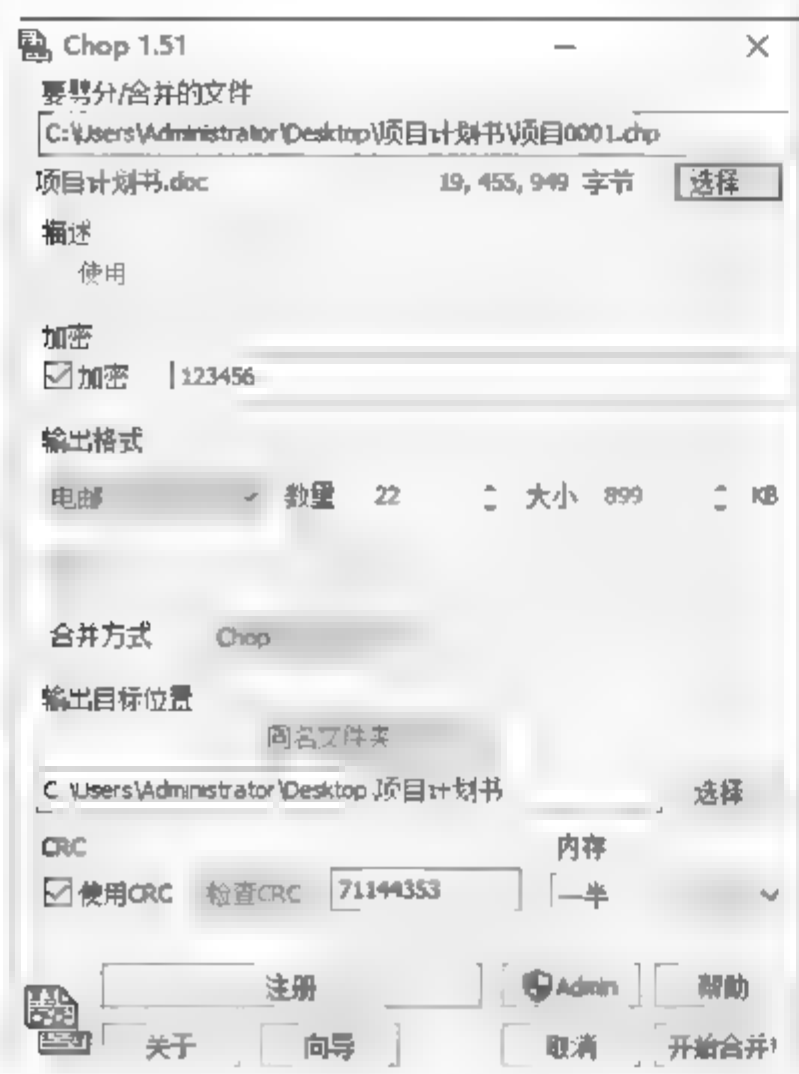 Chop 1.51
要劈分/合并的文件
C:\Users\Administrator\Desktop\项目计划书\项目0001.chp
项目计划书.doc 19,455,949 字节 选择
描述
使用
加密
加密 123456
输出格式
电邮 数量 22 大小 899 KB
合并方式 Chop
输出目标位置
同名文件夹
C:\Users\Administrator\Desktop\项目计划书 选择
CRC 内存
使用CRC 检查CRC 71144353 一半
注册 Admin 帮助
关于 向导 取消 开始合并!